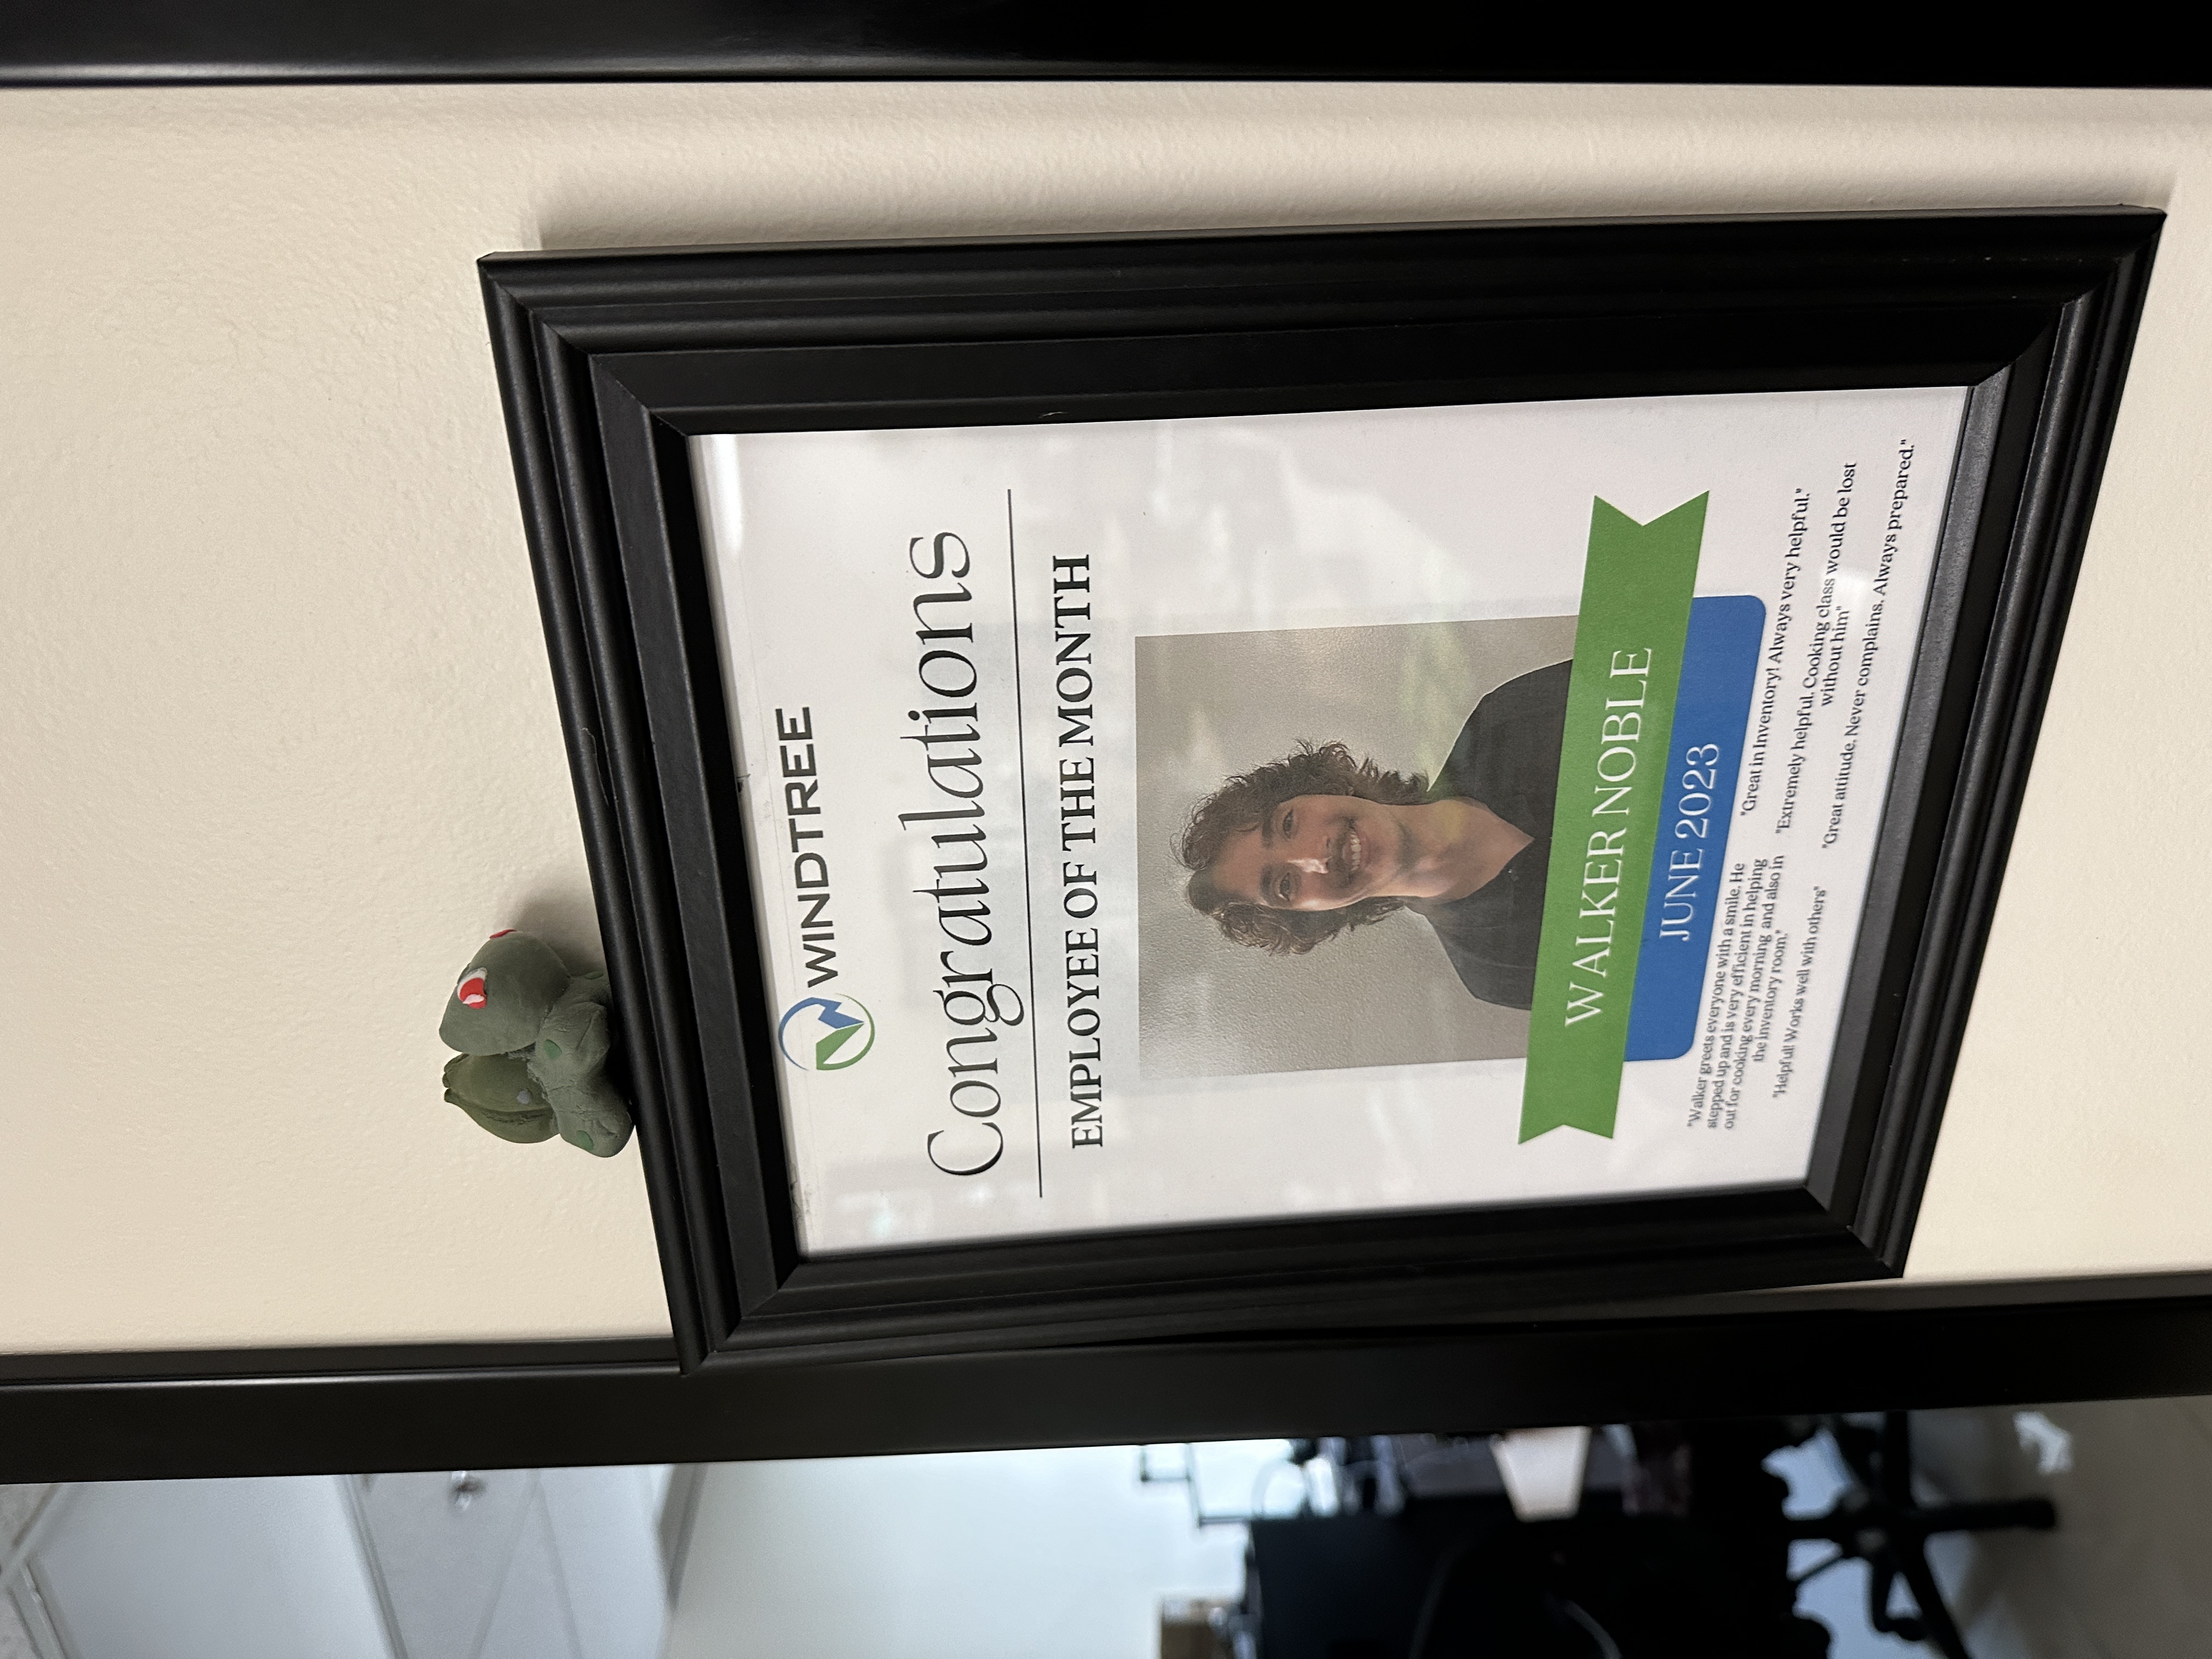 WINDTREE
Congratulations
EMPLOYEE OF THE MONTH
WALKER NOBLE
JUNE 2023
"Walker greets everyone with a smile. He
stepped up and is very efficient in helping
out for cooking every morning and also in
the inventory room."
"Helpful! Works well with others"
"Great in Inventory! Always very helpful."
"Extremely helpful. Cooking class would be lost
without him"
"Great attitude. Never complains. Always prepared."